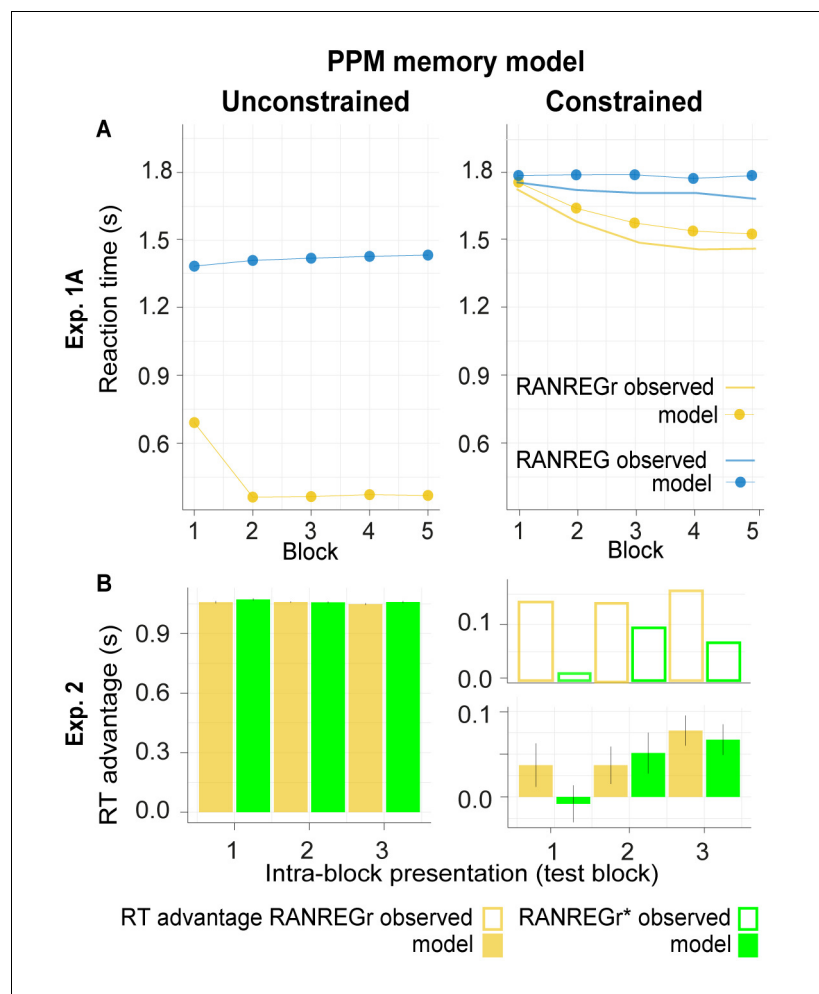 PPM memory model
Unconstrained
Constrained
A
Exp. 1A
Reaction time (s)
1.8
1.5
1.2
0.9
0.6
1 2 3 4 5
Block
1.8
1.5
1.2
0.9
0.6
RANREGr observed
model
RANREG observed
model
1 2 3 4 5
Block
B
Exp. 2
RT advantage (s)
0.9
0.6
0.3
0.0
1 2 3
0.1
0.0
0.1
0.0
1 2 3
Intra-block presentation (test block)
RT advantage RANREGr observed
model
RANREGr* observed
model